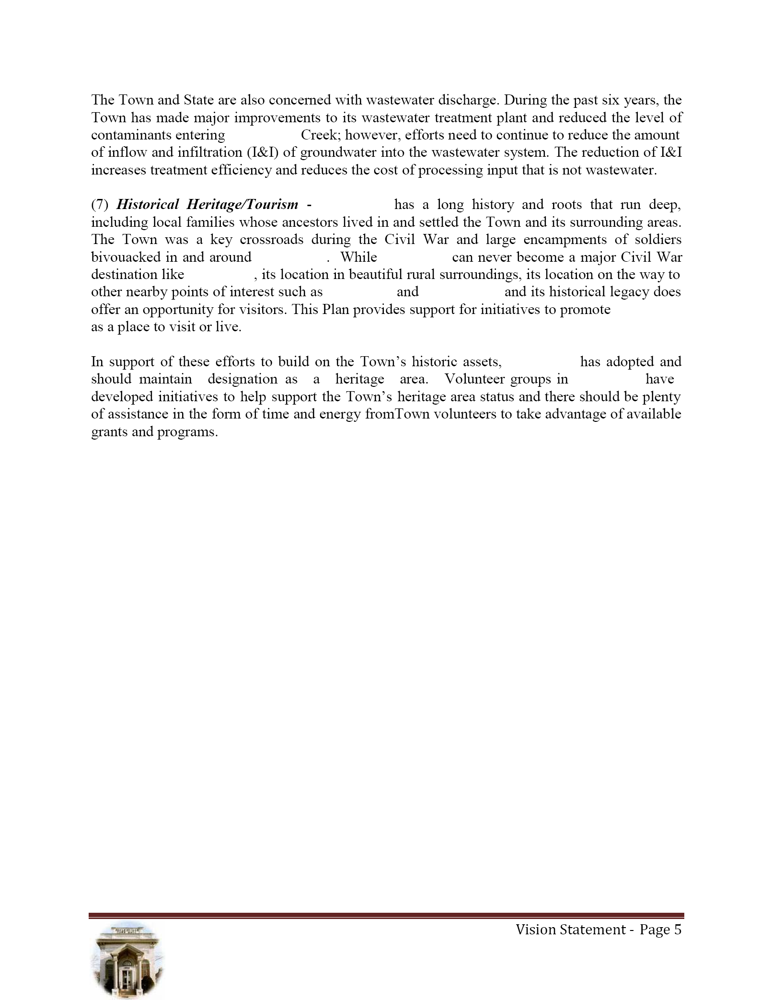 The Town and State are also concerned with wastewater discharge. During the past six years, the
Town has made major improvements to its wastewater treatment plant and reduced the level of
contaminants entering Creek; however, efforts need to continue to reduce the amount
of inflow and infiltration (I&I) of groundwater into the wastewater system. The reduction of I&I
increases treatment efficiency and reduces the cost of processing input that is not wastewater.
(7) Historical Heritage/Tourism - has a long history and roots that run deep,
including local families whose ancestors lived in and settled the Town and its surrounding areas.
The Town was a key crossroads during the Civil War and large encampments of soldiers
bivouacked in and around . While can never become a major Civil War
destination like , its location in beautiful rural surroundings, its location on the way to
other nearby points of interest such as and and its historical legacy does
offer an opportunity for visitors. This Plan provides support for initiatives to promote
as a place to visit or live.
In support of these efforts to build on the Town’s historic assets, has adopted and
should maintain designation as a heritage area. Volunteer groups in have
developed initiatives to help support the Town’s heritage area status and there should be plenty
of assistance in the form of time and energy fromTown volunteers to take advantage of available
grants and programs.
Vision Statement - Page 5